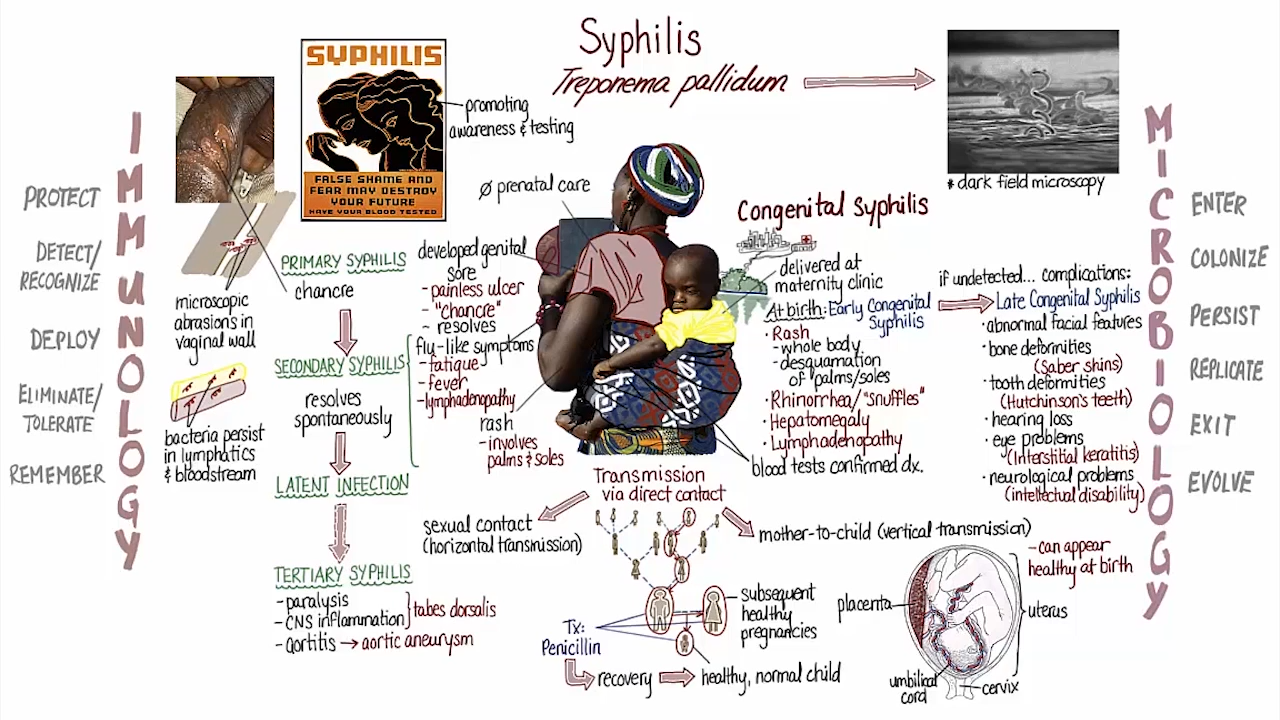 Syphilis
Treponema pallidum
SYPHILIS
FALSE SHAME AND
FEAR MAY DESTROY
YOUR FUTURE
HAVE YOUR BLOOD TESTED
promoting
awareness & testing
* dark field microscopy
IMMUNOLOGY
PROTECT
DETECT/
RECOGNIZE
DEPLOY
ELIMINATE/
TOLERATE
REMEMBER
microscopic
abrasions in
vaginal wall
bacteria persist
in lymphatics
& bloodstream
PRIMARY SYPHILIS
chancre
SECONDARY SYPHILIS
resolves
spontaneously
LATENT INFECTION
TERTIARY SYPHILIS
-paralysis
-CNS inflammation
tabes dorsalis
-aortitis → aortic aneurysm
Ø prenatal care
developed genital
sore
-painless ulcer
"chancre"
~ resolves
flu-like symptoms
-fatigue
-fever
-lymphadenopathy
rash
-involves
palms & soles
Congenital Syphilis
delivered at
maternity clinic
At birth: Early Congenital
Syphilis
· Rash
-whole body
-desquamation
of palms/soles
· Rhinorrhea/"Snuffles"
· Hepatomegaly
· Lymphadenopathy
blood tests confirmed dx.
if undetected... complications:
Late Congenital Syphilis
· abnormal facial features
· bone deformities
(Saber shins)
· tooth deformities
(Hutchinson's teeth)
· hearing loss
· eye problems
(Interstitial keratitis)
· neurological problems
(intellectual disability)
Transmission
via direct contact
sexual contact
(horizontal transmission)
mother-to-child (vertical transmission)
-can appear
healthy at birth
subsequent
healthy
pregnancies
Tx:
Penicillin
recovery
healthy, normal child
placenta
uterus
umbilical
cord
cervix
MICROBIOLOGY
ENTER
COLONIZE
PERSIST
REPLICATE
EXIT
EVOLVE